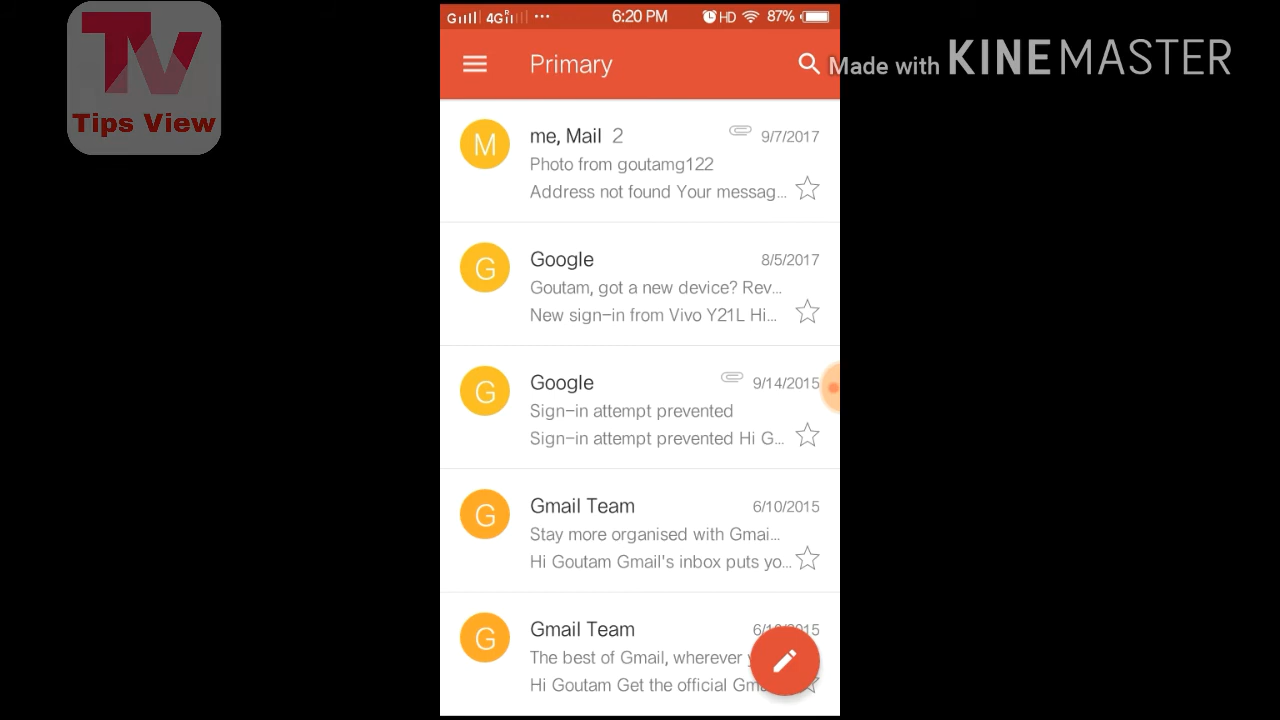 TV
Tips View
Made with KINEMASTER
4G R 6:20 PM HD 87%
Primary
M
me, Mail 2 9/7/2017
Photo from goutamg122
Address not found Your messag...
G
Google 8/5/2017
Goutam, got a new device? Rev...
New sign-in from Vivo Y21L Hi...
G
Google 9/14/2015
Sign-in attempt prevented
Sign-in attempt prevented Hi G...
G
Gmail Team 6/10/2015
Stay more organised with Gmai...
Hi Goutam Gmail's inbox puts yo...
G
Gmail Team
The best of Gmail, wherever
Hi Goutam Get the official